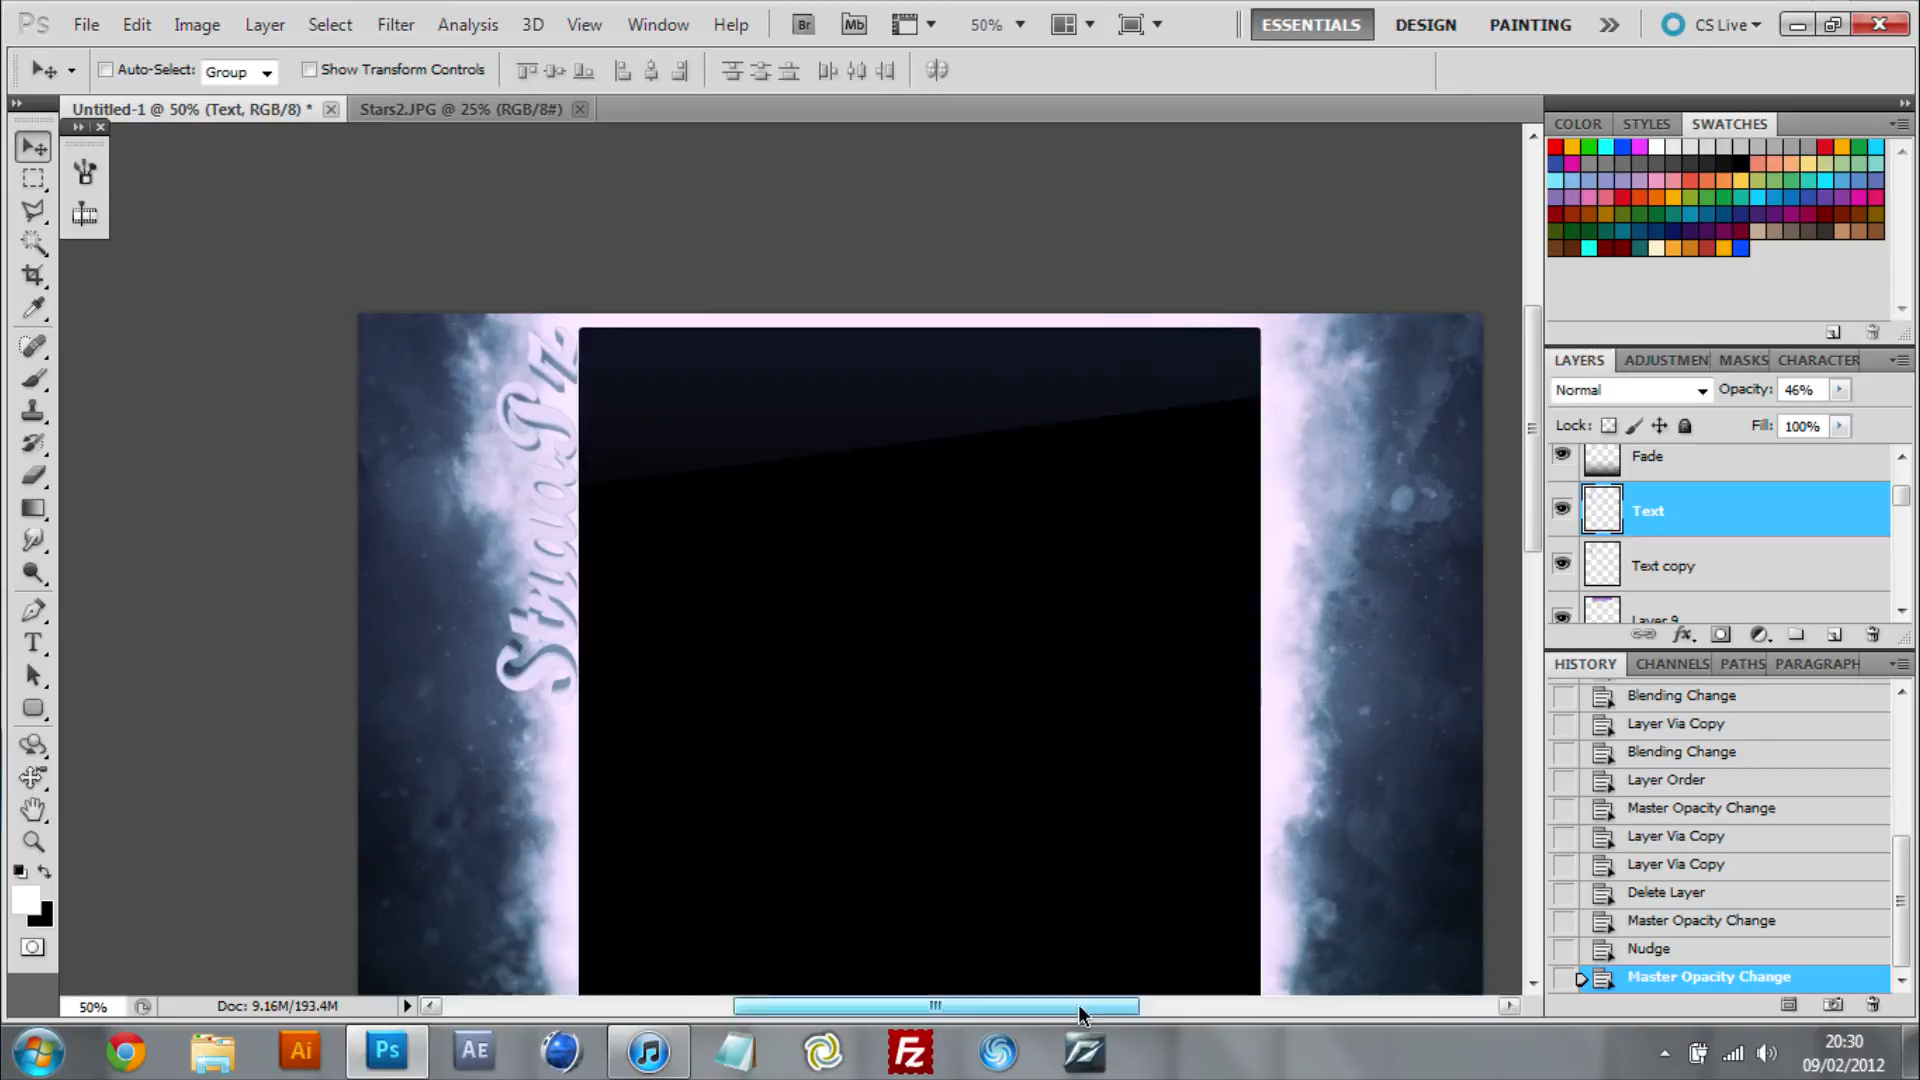 Ps File Edit Image Layer Select Filter Analysis 3D View Window Help Br Mb 50% ESSENTIALS DESIGN PAINTING CS Live
Auto-Select: Group Show Transform Controls
Untitled-1 @ 50% (Text, RGB/8) * Stars2.JPG @ 25% (RGB/8#)
COLOR STYLES SWATCHES
LAYERS ADJUSTMEN MASKS CHARACTER
Normal Opacity: 46%
Lock: Fill: 100%
Fade
Text
Text copy
Layer 9
HISTORY CHANNELS PATHS PARAGRAPH
Blending Change
Layer Via Copy
Blending Change
Layer Order
Master Opacity Change
Layer Via Copy
Layer Via Copy
Delete Layer
Master Opacity Change
Nudge
Master Opacity Change
50% Doc: 9.16M/193.4M
Ai Ps AE Fz
20:30
09/02/2012